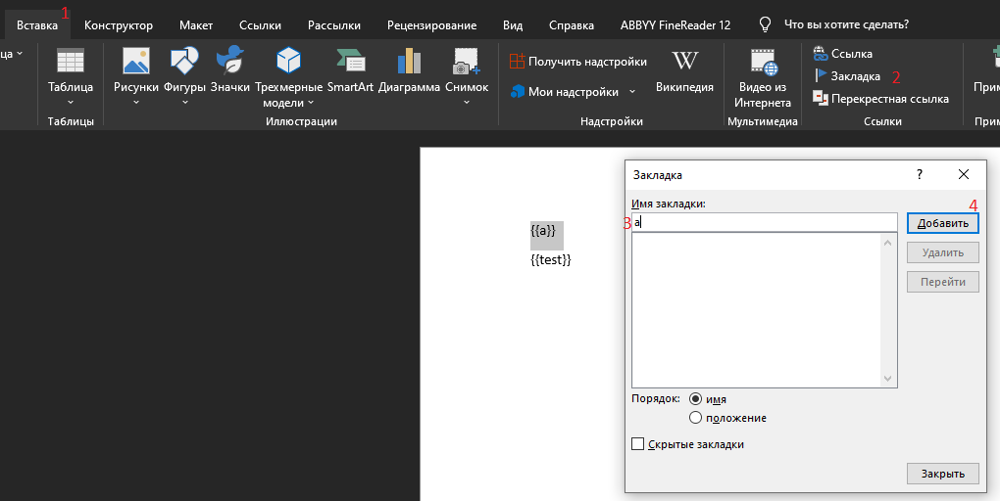 Вставка 1 Конструктор Макет Ссылки Рассылки Рецензирование Вид Справка ABBYY FineReader 12 Что вы хотите сделать?
ца
Таблица
Таблицы
Рисунки
Фигуры
Значки
Трехмерные
модели
SmartArt
Диаграмма
Снимок
Иллюстрации
Получить надстройки
Мои надстройки
W
Википедия
Надстройки
Видео из
Интернета
Мультимедиа
Ссылка
Закладка 2
Перекрестная ссылка
Ссылки
Прим
Прим
{{a}}
{{test}}
Закладка ?
Имя закладки: 4
3 a Добавить
Удалить
Перейти
Порядок: имя
положение
Скрытые закладки
Закрыть